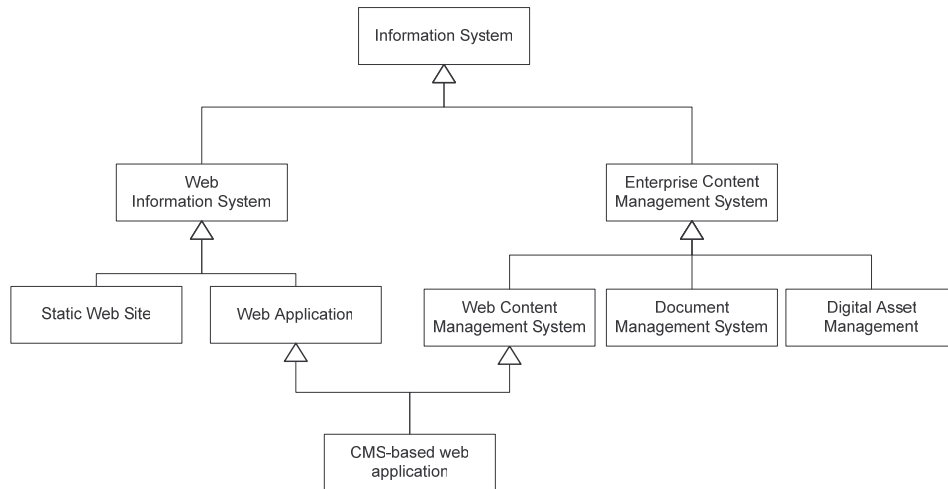 Information System
Web
Information System
Enterprise Content
Management System
Static Web Site
Web Application
Web Content
Management System
Document
Management System
Digital Asset
Management
CMS-based web
application